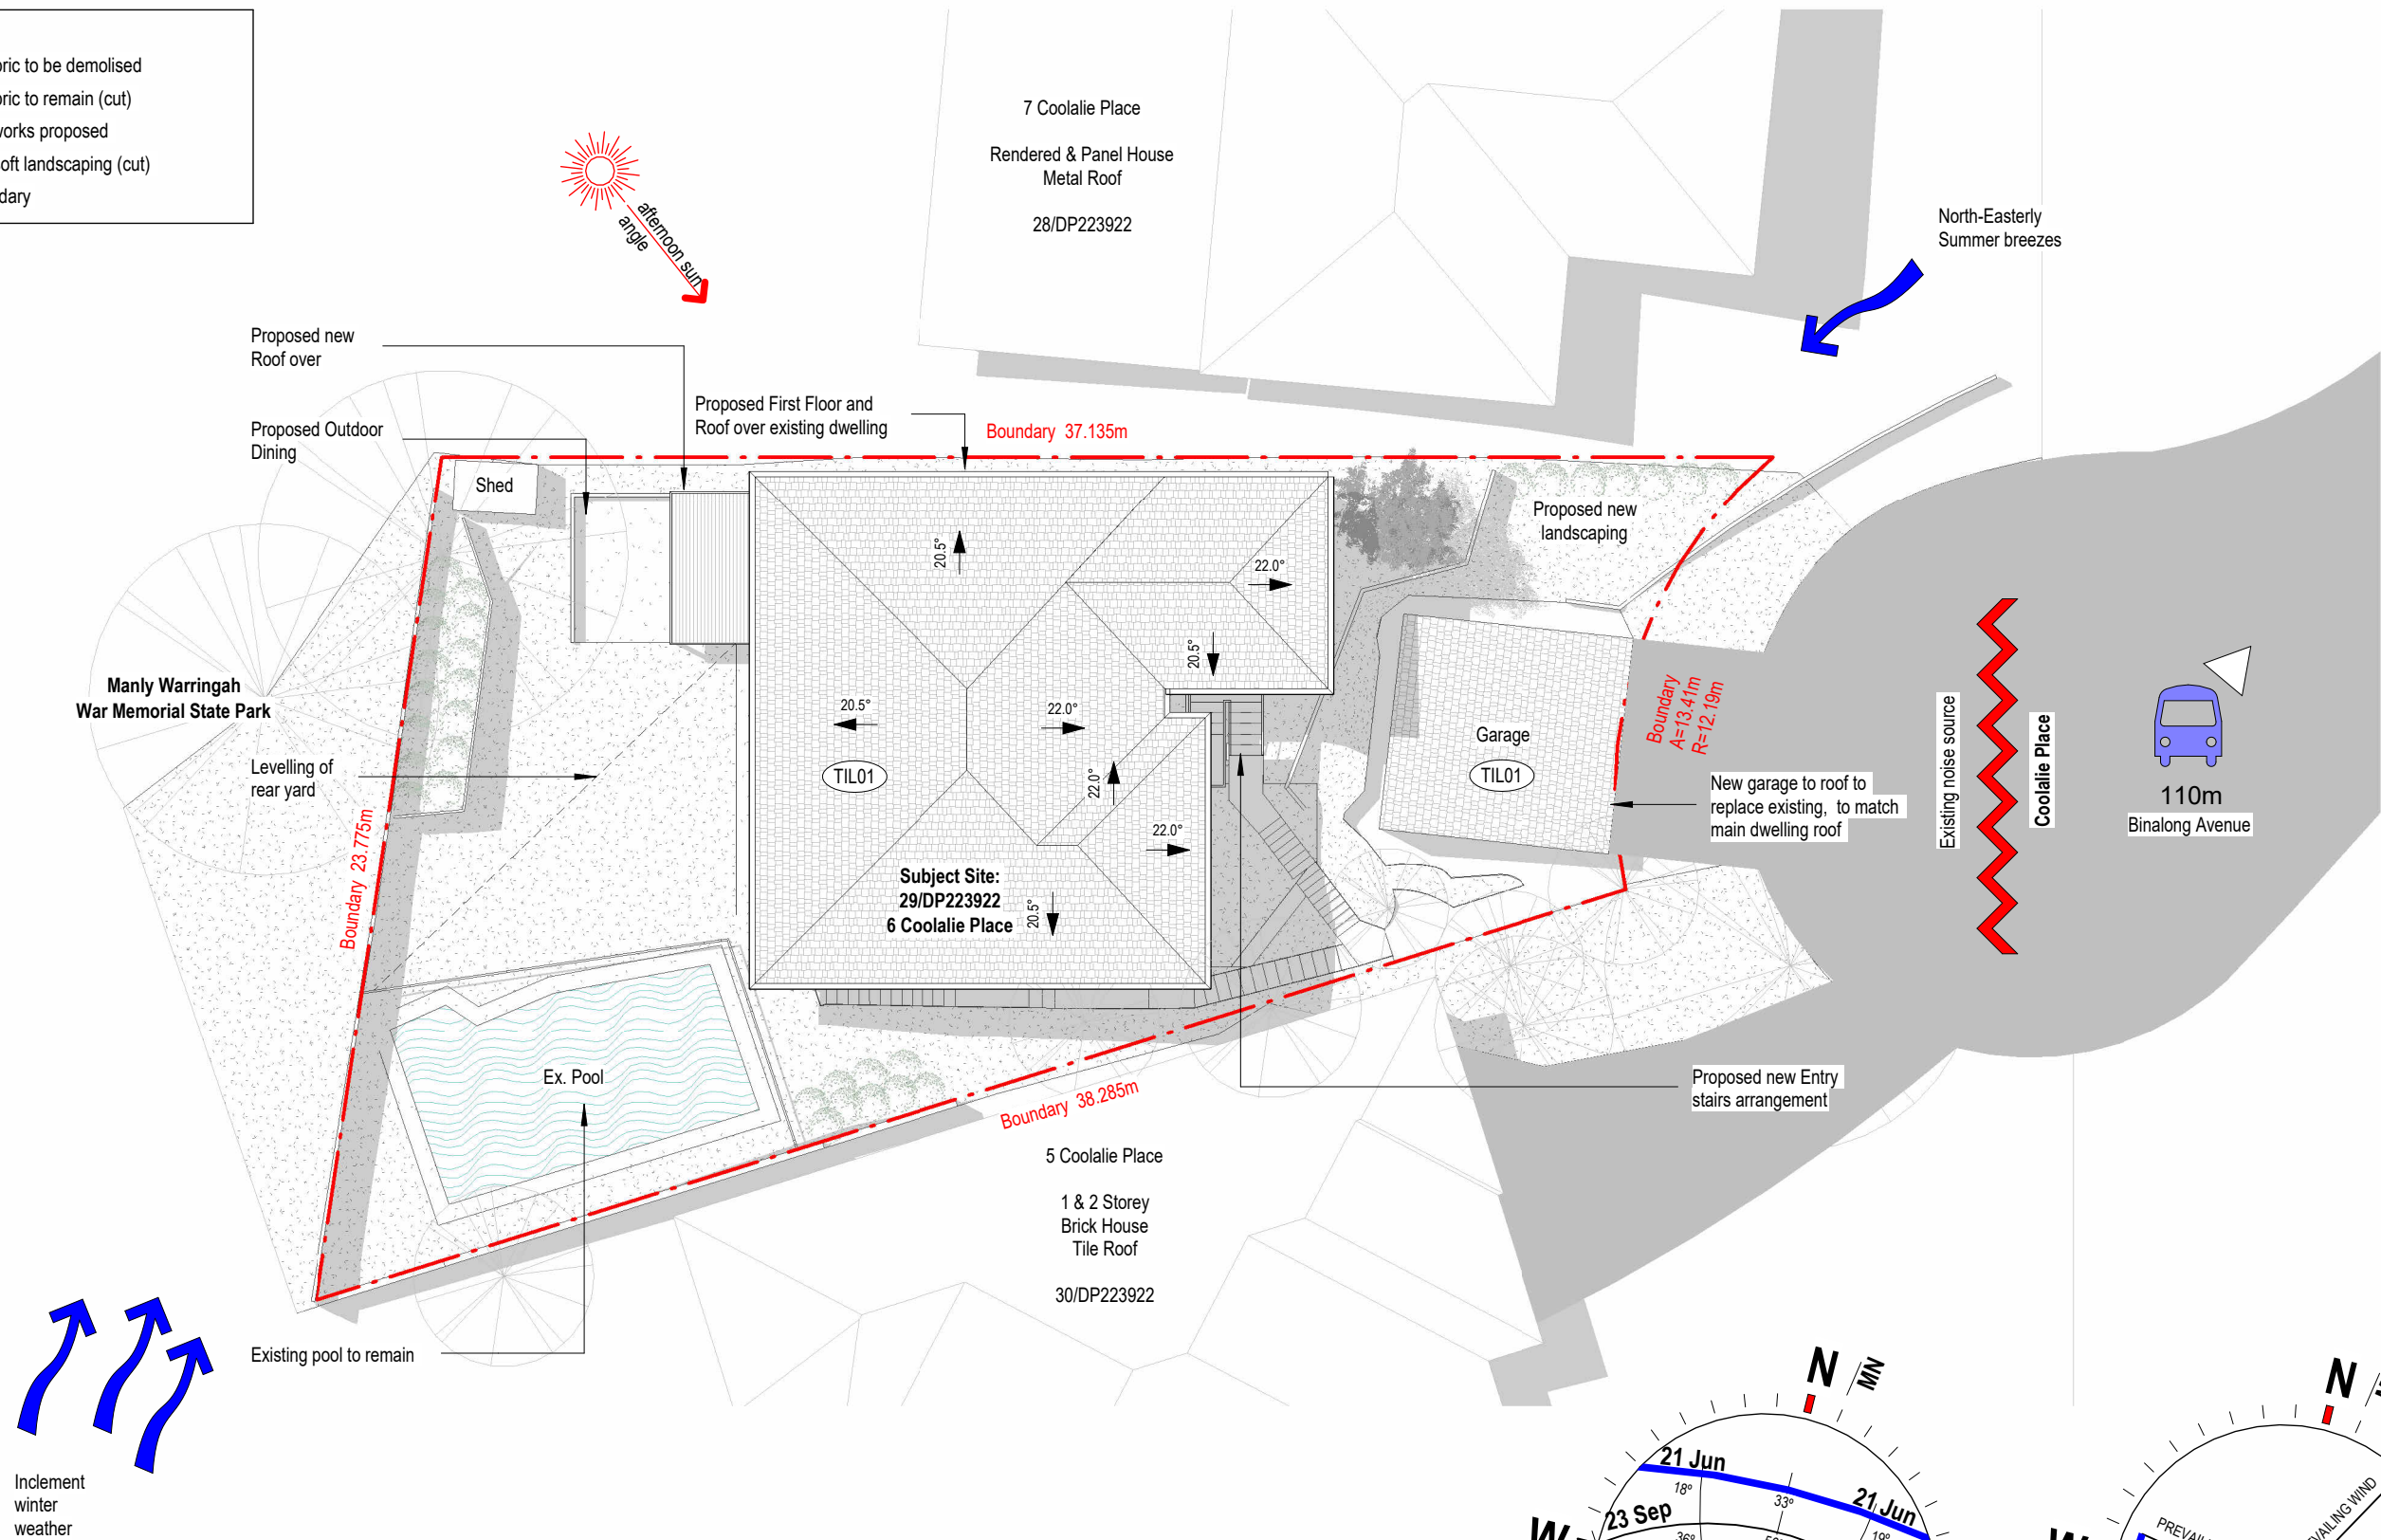 to be demolised
to remain (cut)
proposed
soft landscaping (cut)
7 Coolalie Place
Rendered & Panel House
Metal Roof
28/DP223922
afternoon sun
angle
North-Easterly
Summer breezes
Proposed new
Roof over
Proposed First Floor and
Roof over existing dwelling
Boundary 37.135m
Proposed Outdoor
Dining
Shed
Proposed new
landscaping
20.5°
22.0°
20.5°
Manly Warringah
War Memorial State Park
20.5°
22.0°
TIL01
22.0°
22.0°
Garage
TIL01
Boundary
A=13.41m
R=12.19m
Existing noise source
Coolalie Place
110m
Binalong Avenue
New garage to roof to
replace existing, to match
main dwelling roof
Levelling of
rear yard
Boundary 23.775m
Subject Site:
29/DP223922
6 Coolalie Place
20.5°
Ex. Pool
Boundary 38.285m
Proposed new Entry
stairs arrangement
5 Coolalie Place
1 & 2 Storey
Brick House
Tile Roof
30/DP223922
Existing pool to remain
Inclement
winter
weather
N
MN
21 Jun
21 Jun
18°
33°
19°
23 Sep
36°
W
N
PREVAILING WIND
W